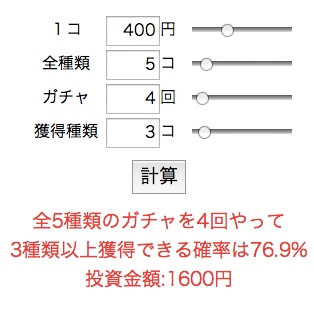 １コ 400 円
全種類 5 コ
ガチャ 4 回
獲得種類 3 コ
計算
全5種類のガチャを4回やって
3種類以上獲得できる確率は76.9%
投資金額:1600円